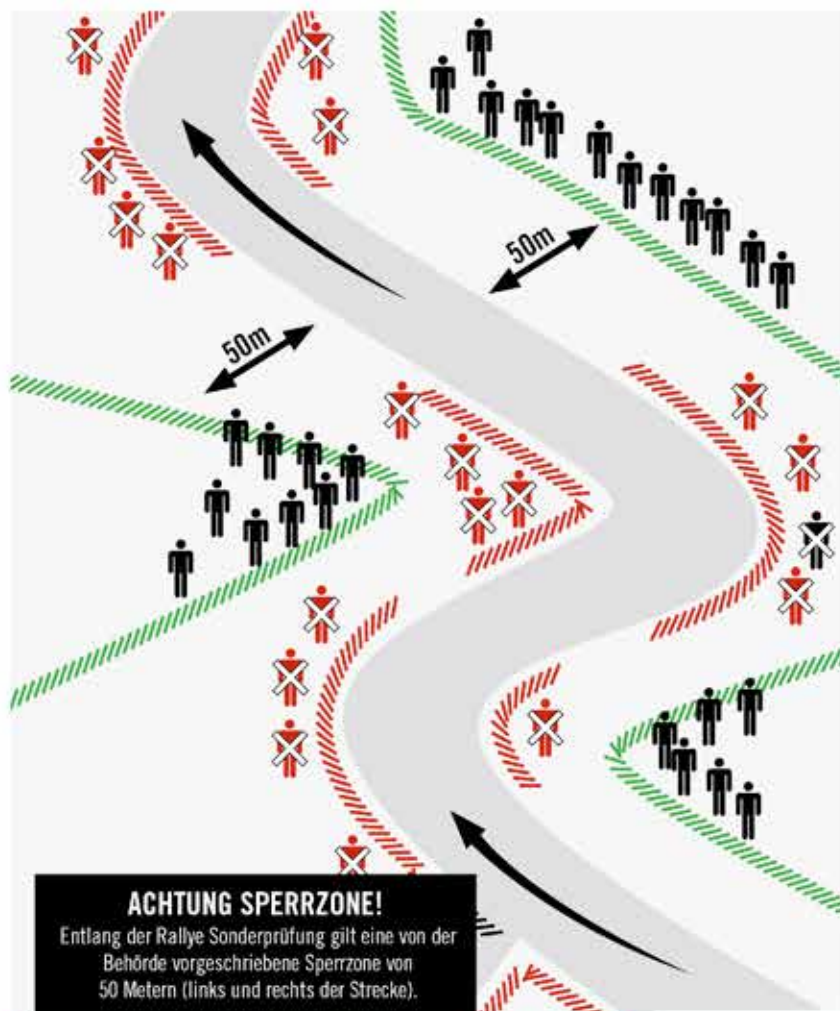 50m
50m
ACHTUNG SPERRZONE!
Entlang der Rallye Sonderprüfung gilt eine von der
Behörde vorgeschriebene Sperrzone von
50 Metern (links und rechts der Strecke).